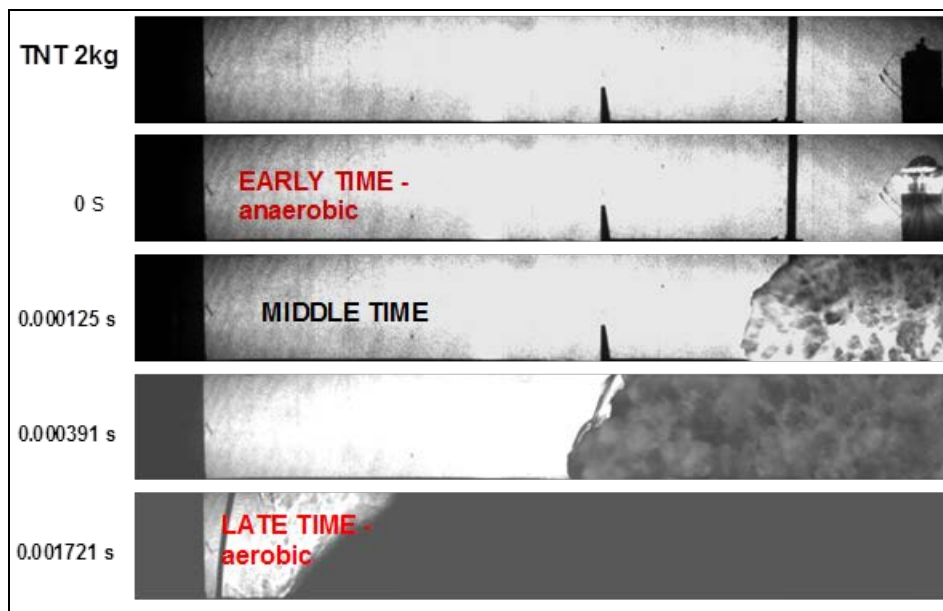 TNT 2kg
0 S
EARLY TIME -
anaerobic
0.000125 s
MIDDLE TIME
0.000391 s
0.001721 s
LATE TIME -
aerobic